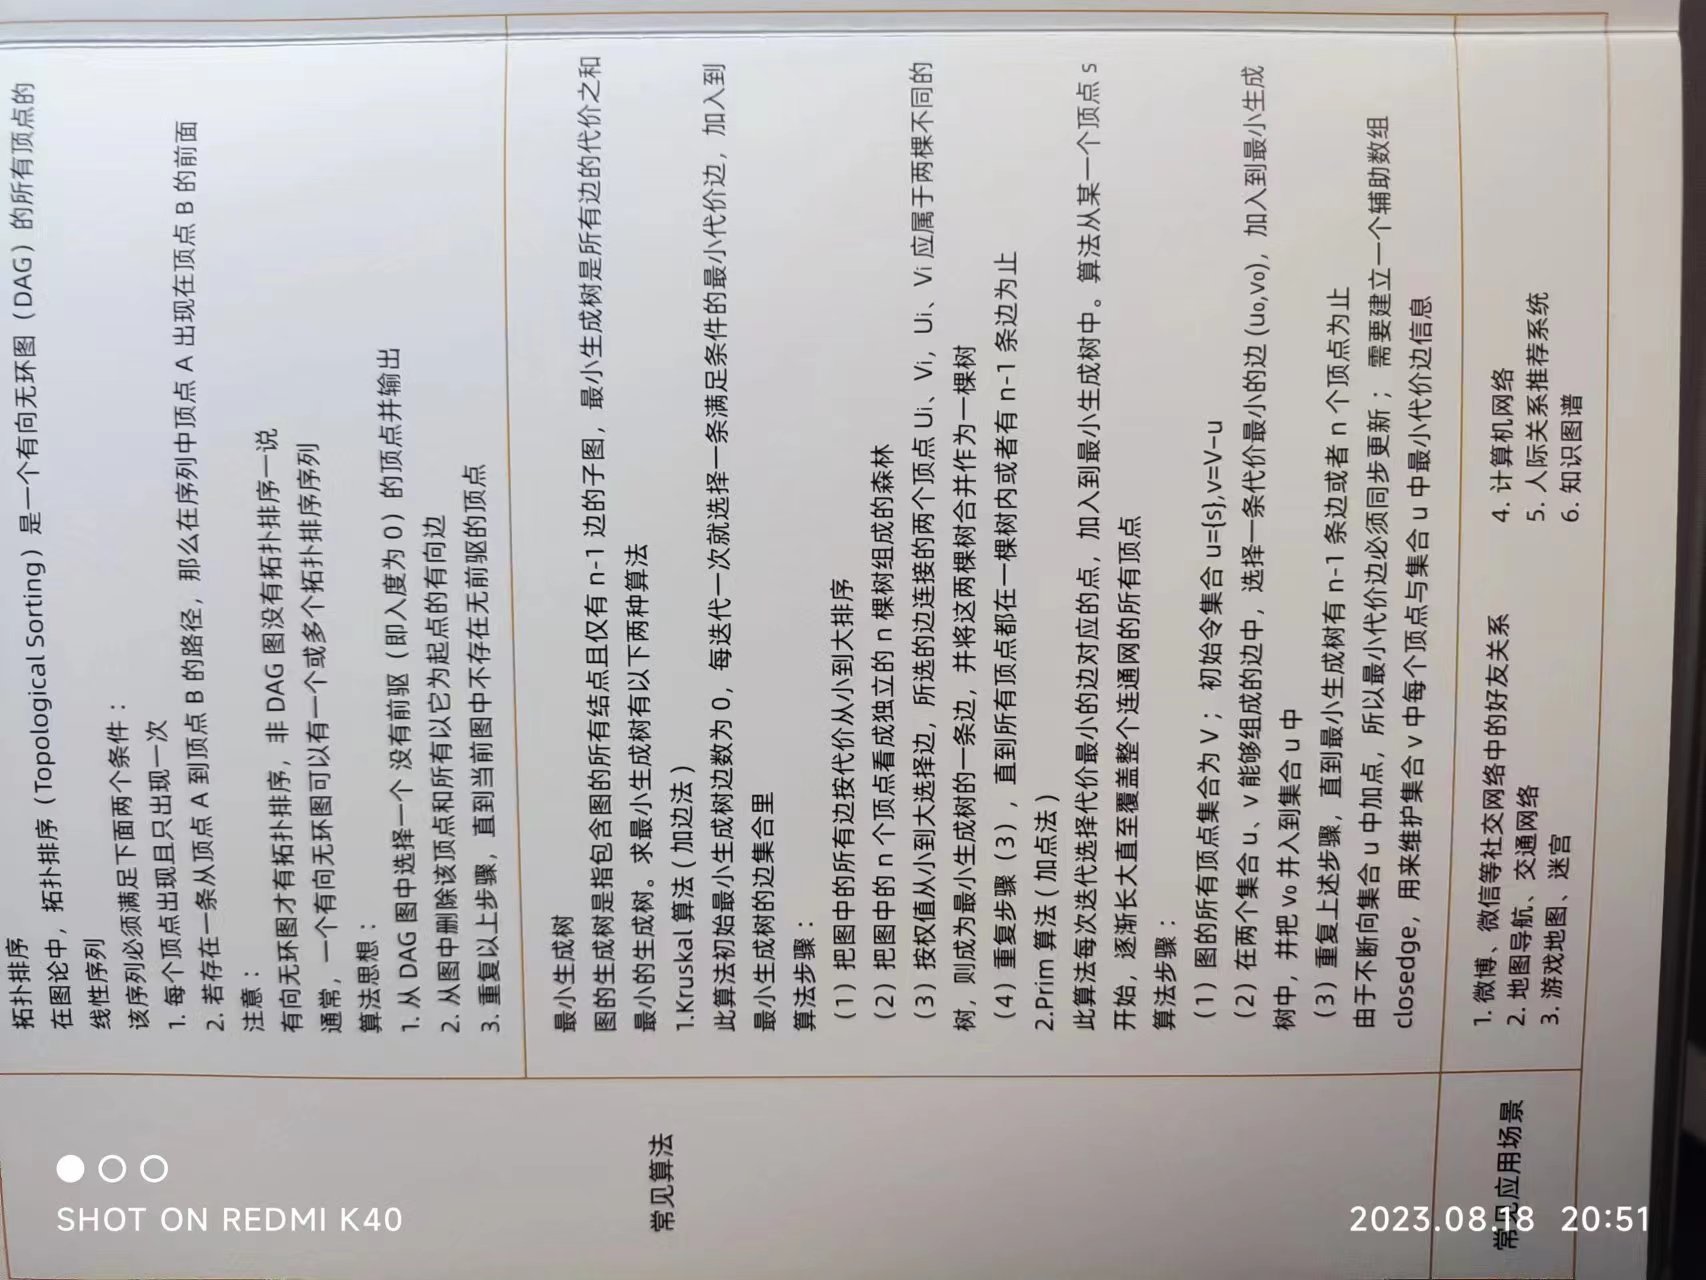 常见算法
拓扑排序
在图论中，拓扑排序（Topological Sorting）是一个有向无环图（DAG）的所有顶点的
线性序列
该序列必须满足下面两个条件：
1. 每个顶点出现且只出现一次
2. 若存在一条从顶点 A 到顶点 B 的路径，那么在序列中顶点 A 出现在顶点 B 的前面
注意：
有向无环图才有拓扑排序，非 DAG 图没有拓扑排序一说
通常，一个有向无环图可以有一个或多个拓扑排序序列
算法思想：
1. 从 DAG 图中选择一个 没有前驱（即入度为 0）的顶点并输出
2. 从图中删除该顶点和所有以它为起点的有向边
3. 重复以上步骤，直到当前图中不存在无前驱的顶点
最小生成树
图的生成树是指包含图的所有结点且仅有 n-1 边的子图，最小生成树是所有边的代价之和
最小的生成树。求最小生成树有以下两种算法
1.Kruskal 算法（加边法）
此算法初始最小生成树边数为 0，每迭代一次就选择一条满足条件的最小代价边，加入到
最小生成树的边集合里
算法步骤：
（1）把图中的所有边按代价从小到大排序
（2）把图中的 n 个顶点看成独立的 n 棵树组成的森林
（3）按权值从小到大选择边，所选的边连接的两个顶点 Ui、Vi，Ui、Vi 应属于两棵不同的
树，则成为最小生成树的一条边，并将这两棵树合并作为一棵树
（4）重复步骤（3），直到所有顶点都在一棵树内或者有 n-1 条边为止
2.Prim 算法（加点法）
此算法每次迭代选择代价最小的边对应的点，加入到最小生成树中。算法从某一个顶点 s
开始，逐渐长大直至覆盖整个连通网的所有顶点
算法步骤：
（1）图的所有顶点集合为 V；初始令集合 u={s},v=V−u
（2）在两个集合 u、v 能够组成的边中，选择一条代价最小的边 (u₀,v₀)，加入到最小生成
树中，并把 v₀ 并入到集合 u 中
（3）重复上述步骤，直到最小生成树有 n-1 条边或者 n 个顶点为止
由于不断向集合 u 中加点，所以最小代价边必须同步更新；需要建立一个辅助数组
closedge，用来维护集合 v 中每个顶点与集合 u 中最小代价边信息
常见应用场景
1. 微博、微信等社交网络中的好友关系
2. 地图导航、交通网络
3. 游戏地图、迷宫
4. 计算机网络
5. 人际关系推荐系统
6. 知识图谱
SHOT ON REDMI K40
2023.08.18 20:51